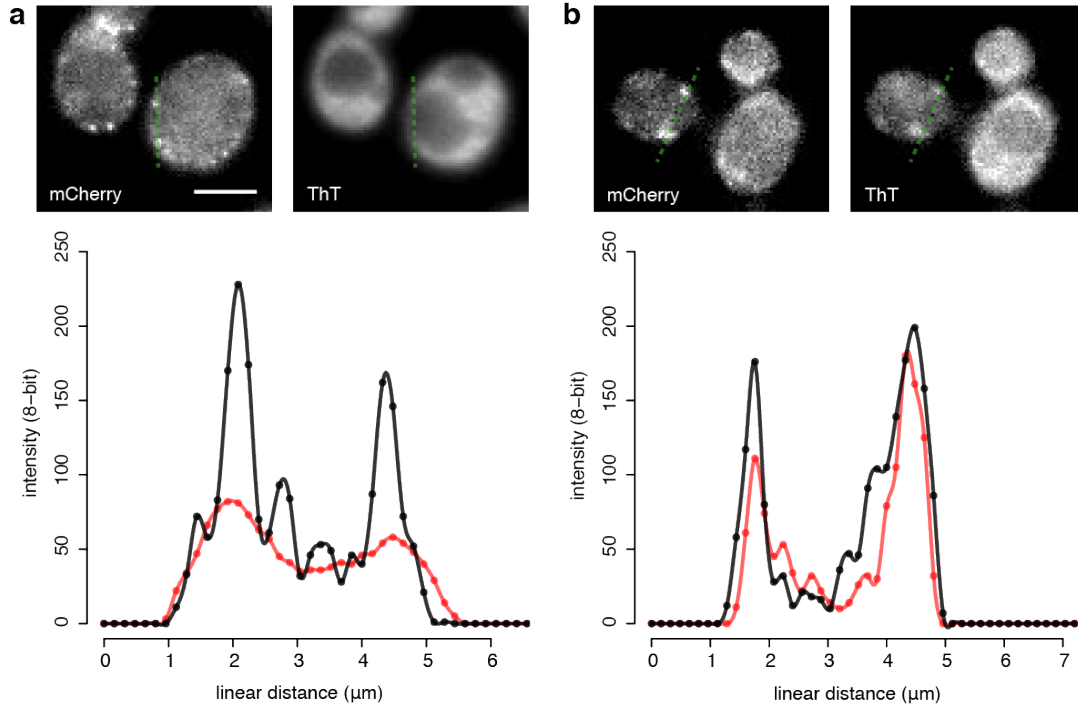 a
b
mCherry
ThT
mCherry
ThT
250
200
150
100
50
0
intensity (8−bit)
0 1 2 3 4 5 6
linear distance (µm)
250
200
150
100
50
0
intensity (8−bit)
0 1 2 3 4 5 6 7
linear distance (µm)